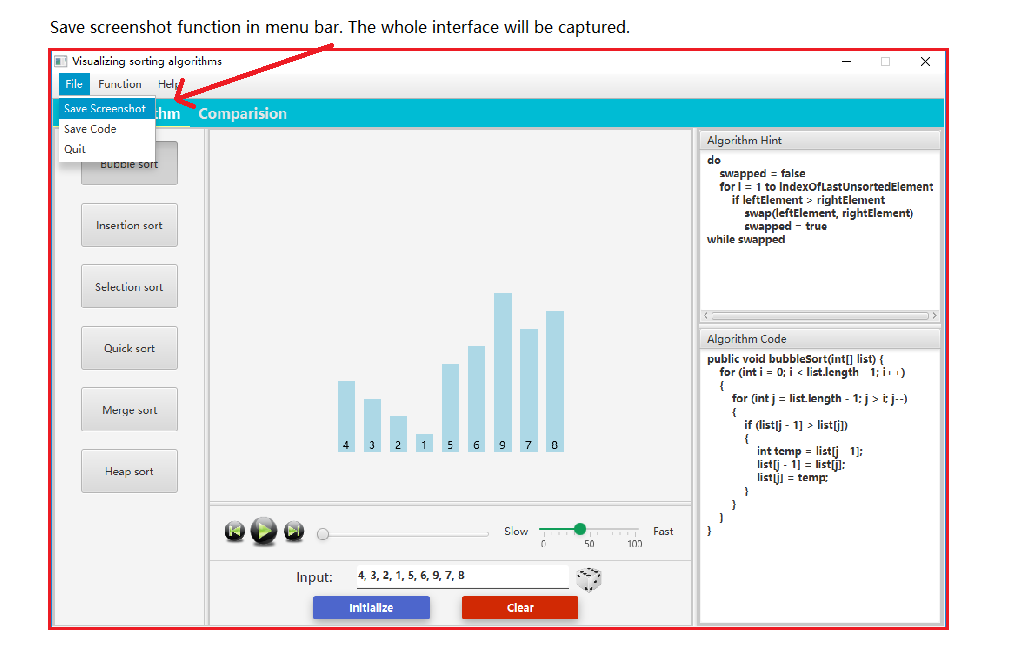 Save screenshot function in menu bar. The whole interface will be captured.
Visualizing sorting algorithms
File Function Help
Save Screenshot
Save Code
Quit
thm Comparision
Bubble sort
Insertion sort
Selection sort
Quick sort
Merge sort
Heap sort
4 3 2 1 5 6 9 7 8
Slow Fast
0 50 100
Input: 4, 3, 2, 1, 5, 6, 9, 7, 8
Initialize Clear
Algorithm Hint
do
swapped = false
for i = 1 to indexOfLastUnsortedElement
if leftElement > rightElement
swap(leftElement, rightElement)
swapped = true
while swapped
Algorithm Code
public void bubbleSort(int[] list) {
for (int i = 0; i < list.length - 1; i++)
{
for (int j = list.length - 1; j > i; j--)
{
if (list[j - 1] > list[j])
{
int temp = list[j - 1];
list[j - 1] = list[j];
list[j] = temp;
}
}
}
}